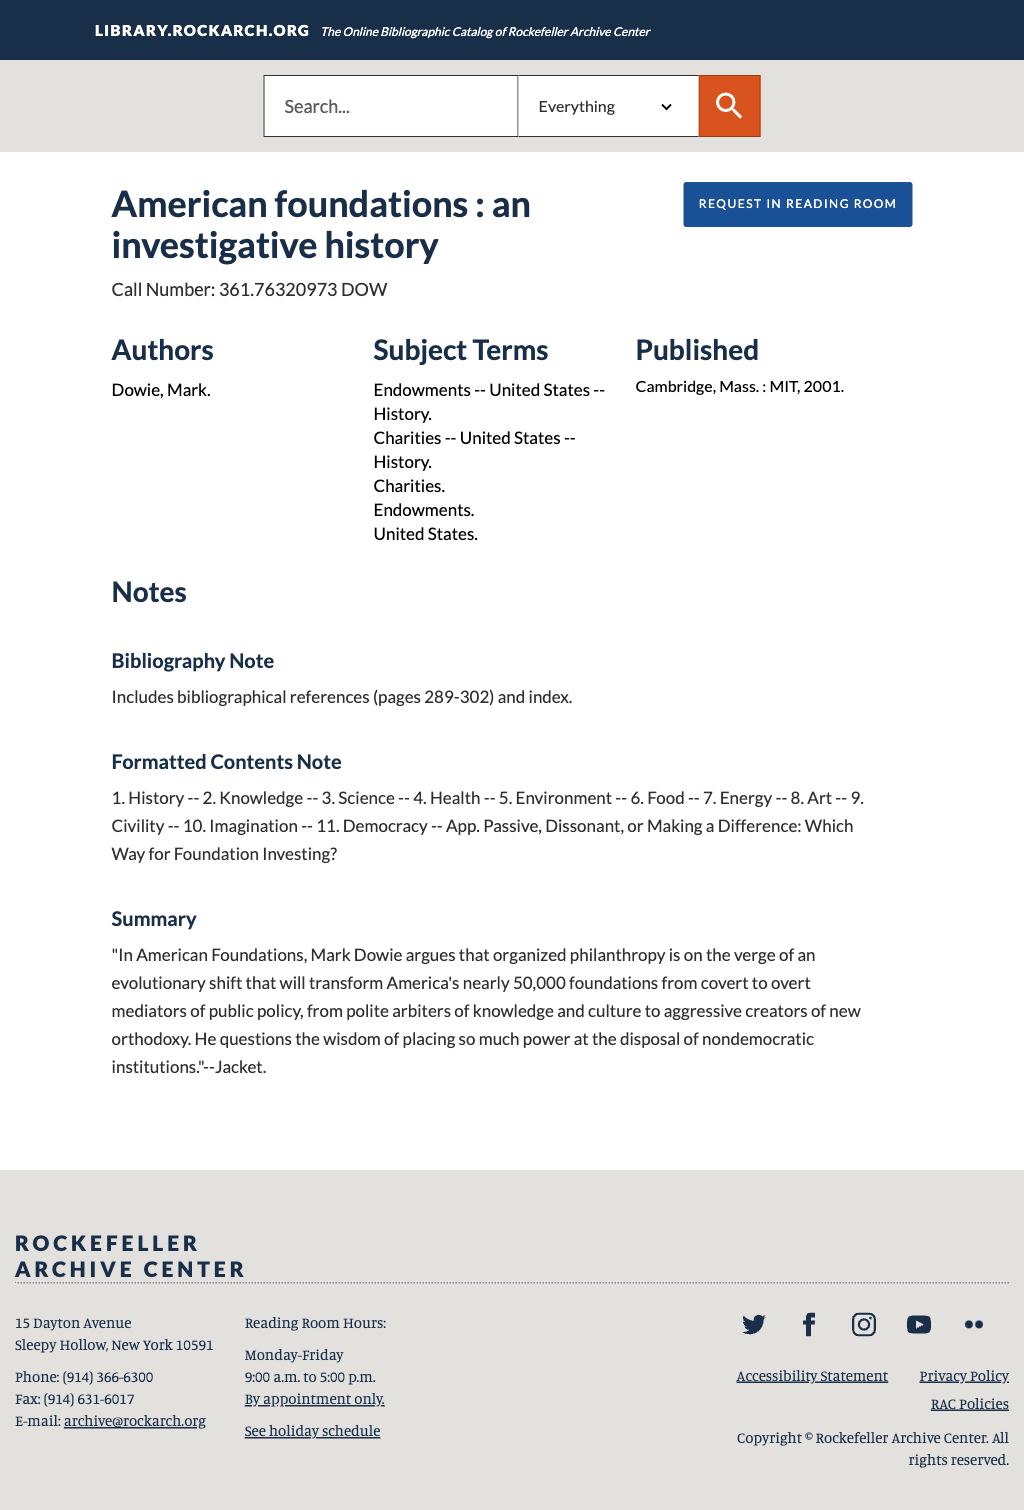 LIBRARY.ROCKARCH.ORG The Online Bibliographic Catalog of Rockefeller Archive Center
Search...
Everything
American foundations : an
investigative history
REQUEST IN READING ROOM
Call Number: 361.76320973 DOW
Authors
Dowie, Mark.
Subject Terms
Endowments -- United States --
History.
Charities -- United States --
History.
Charities.
Endowments.
United States.
Published
Cambridge, Mass. : MIT, 2001.
Notes
Bibliography Note
Includes bibliographical references (pages 289-302) and index.
Formatted Contents Note
1. History -- 2. Knowledge -- 3. Science -- 4. Health -- 5. Environment -- 6. Food -- 7. Energy -- 8. Art -- 9.
Civility -- 10. Imagination -- 11. Democracy -- App. Passive, Dissonant, or Making a Difference: Which
Way for Foundation Investing?
Summary
"In American Foundations, Mark Dowie argues that organized philanthropy is on the verge of an
evolutionary shift that will transform America's nearly 50,000 foundations from covert to overt
mediators of public policy, from polite arbiters of knowledge and culture to aggressive creators of new
orthodoxy. He questions the wisdom of placing so much power at the disposal of nondemocratic
institutions."--Jacket.
ROCKEFELLER
ARCHIVE CENTER
15 Dayton Avenue
Sleepy Hollow, New York 10591
Phone: (914) 366-6300
Fax: (914) 631-6017
E-mail: archive@rockarch.org
Reading Room Hours:
Monday-Friday
9:00 a.m. to 5:00 p.m.
By appointment only.
See holiday schedule
Accessibility Statement
Privacy Policy
RAC Policies
Copyright © Rockefeller Archive Center. All
rights reserved.